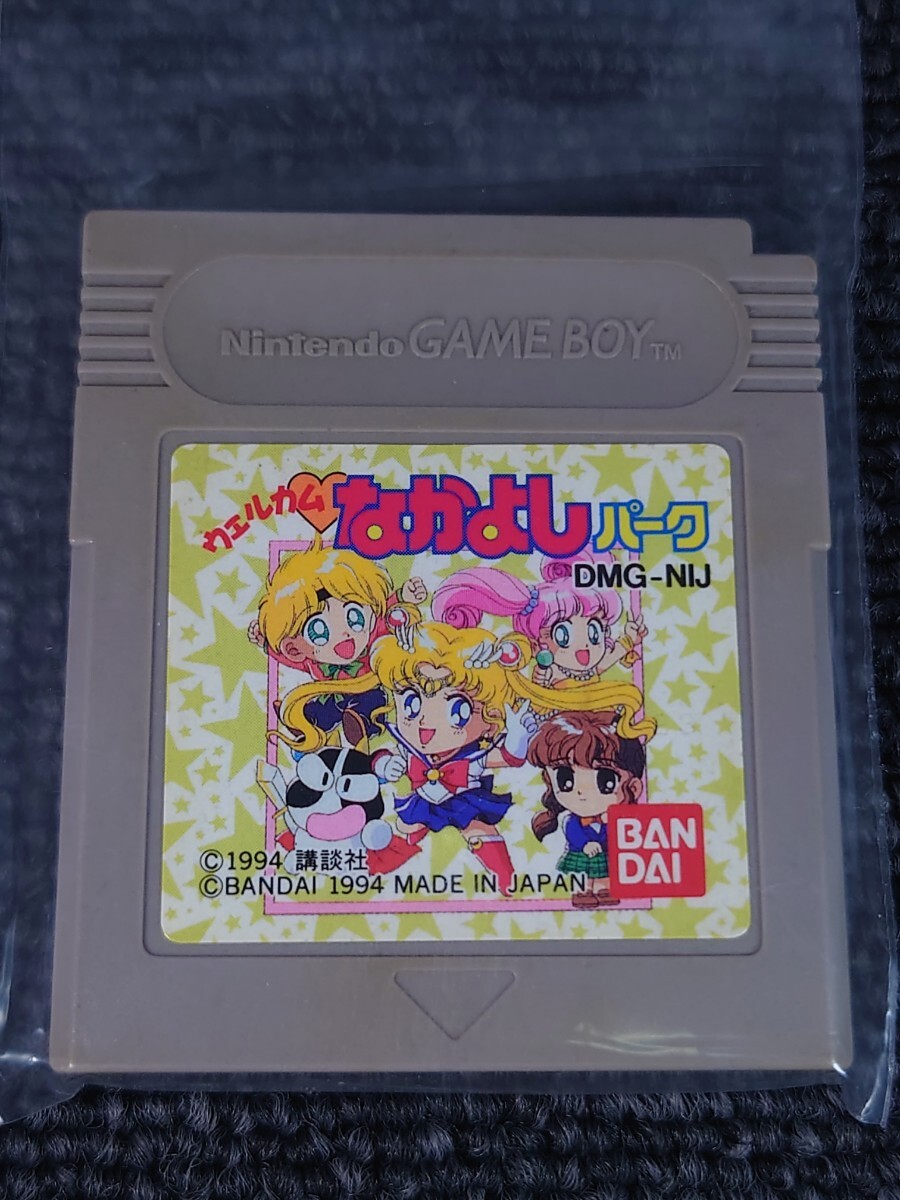 Nintendo GAME BOY TM
ウェルカム なかよし パーク
DMG-NIJ
©1994 講談社
©BANDAI 1994 MADE IN JAPAN
BAN
DAI